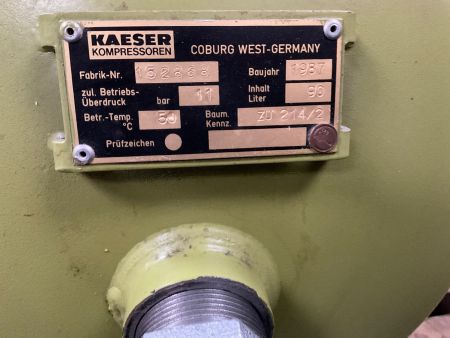 KAESER
KOMPRESSOREN
COBURG WEST-GERMANY
Fabrik-Nr.
Baujahr 1987
zul. Betriebs-
Überdruck bar 11
Inhalt
Liter 90
Betr.-Temp.
°C 50
Baum.
Kennz. ZU 214/2
Prüfzeichen